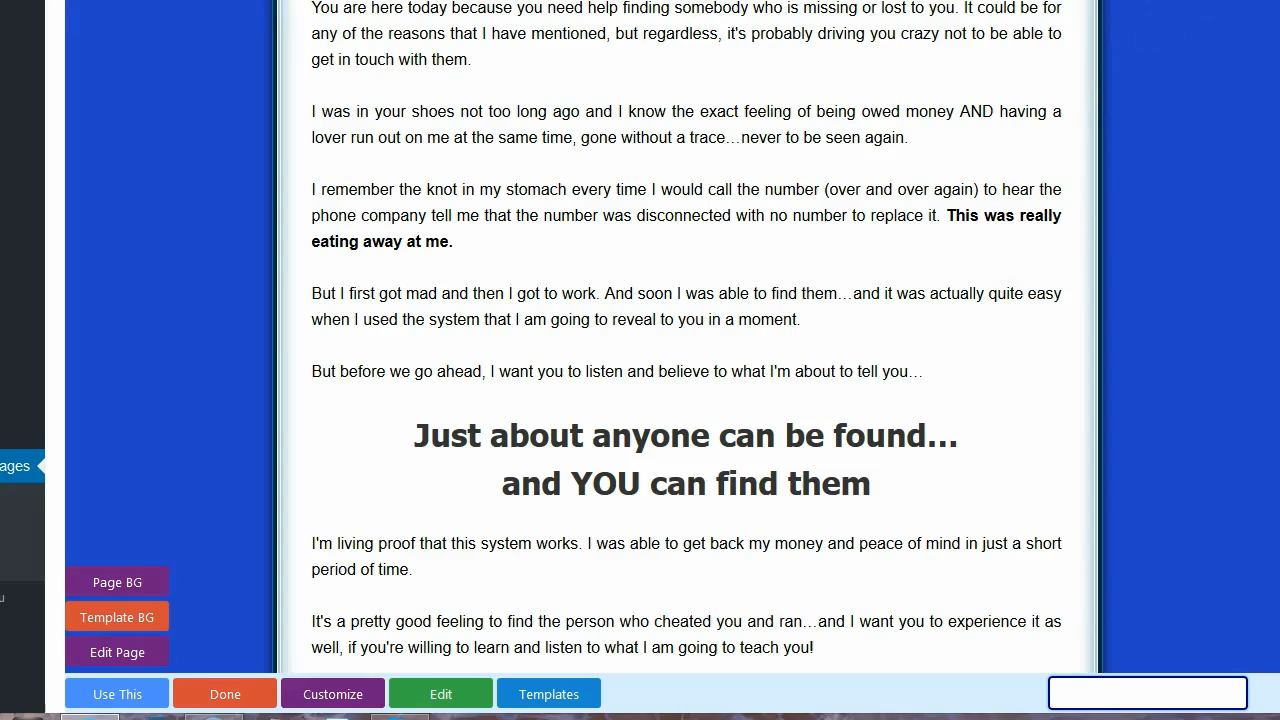 You are here today because you need help finding somebody who is missing or lost to you. It could be for
any of the reasons that I have mentioned, but regardless, it's probably driving you crazy not to be able to
get in touch with them.
I was in your shoes not too long ago and I know the exact feeling of being owed money AND having a
lover run out on me at the same time, gone without a trace…never to be seen again.
I remember the knot in my stomach every time I would call the number (over and over again) to hear the
phone company tell me that the number was disconnected with no number to replace it. This was really
eating away at me.
But I first got mad and then I got to work. And soon I was able to find them…and it was actually quite easy
when I used the system that I am going to reveal to you in a moment.
But before we go ahead, I want you to listen and believe to what I'm about to tell you…
Just about anyone can be found…
and YOU can find them
ages
I'm living proof that this system works. I was able to get back my money and peace of mind in just a short
period of time.
Page BG
u
Template BG
It's a pretty good feeling to find the person who cheated you and ran…and I want you to experience it as
well, if you're willing to learn and listen to what I am going to teach you!
Edit Page
Use This
Done
Customize
Edit
Templates